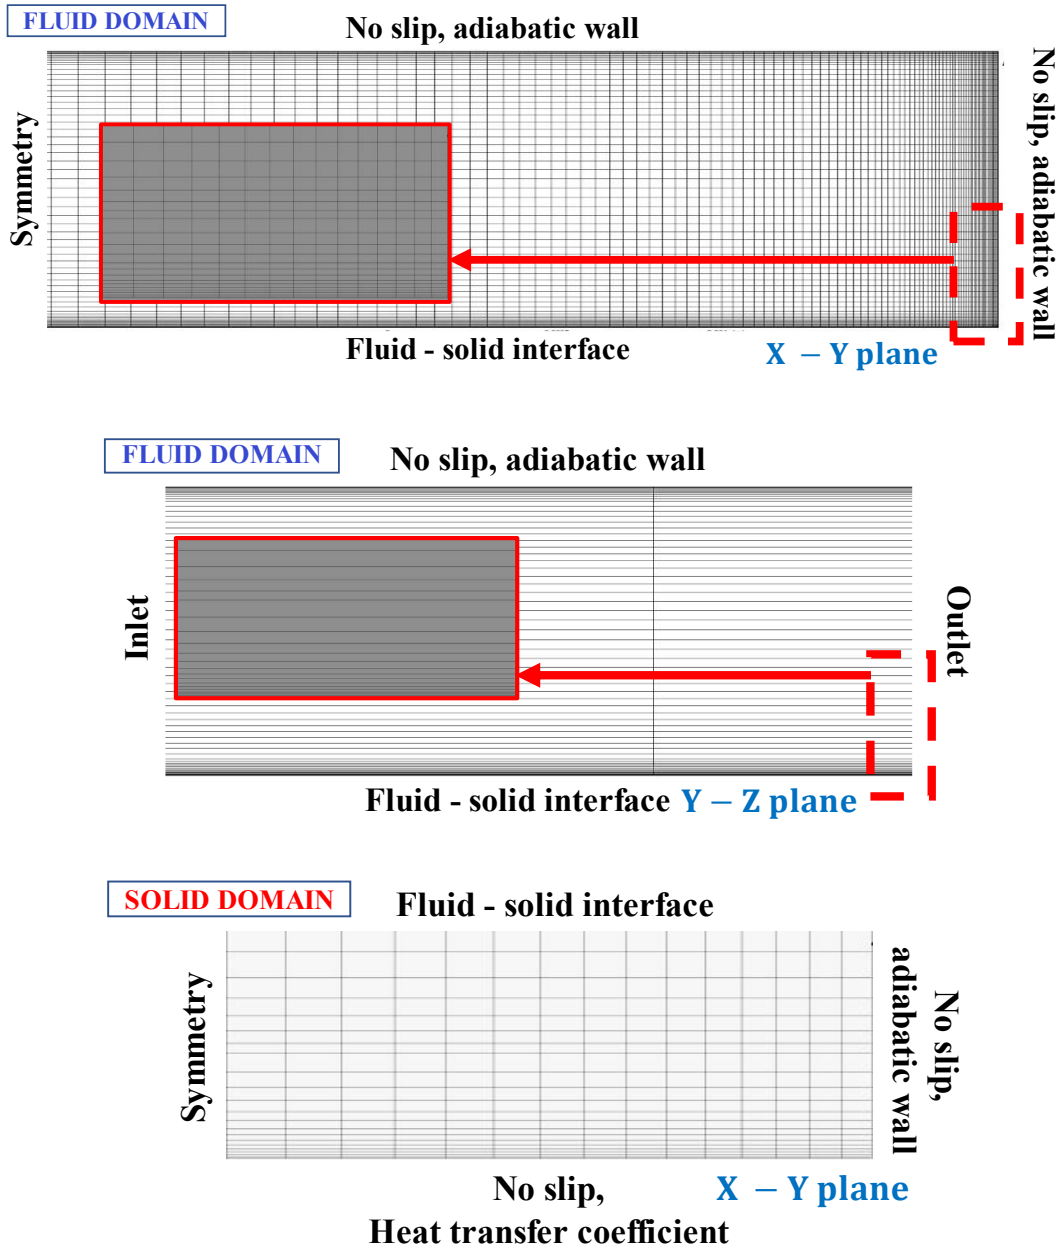 FLUID DOMAIN
No slip, adiabatic wall
Symmetry
No slip, adiabatic wall
Fluid - solid interface
X – Y plane
FLUID DOMAIN
No slip, adiabatic wall
Inlet
Outlet
Fluid - solid interface
Y – Z plane
SOLID DOMAIN
Fluid - solid interface
Symmetry
No slip,
adiabatic wall
No slip,
X – Y plane
Heat transfer coefficient